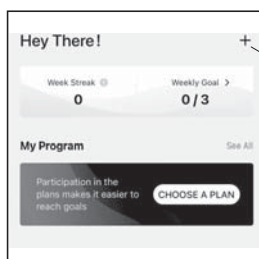 Hey There!
+
Week Streak
Weekly Goal >
0
0 / 3
My Program
See All
Participation in the
plans makes it easier to
reach goals
CHOOSE A PLAN